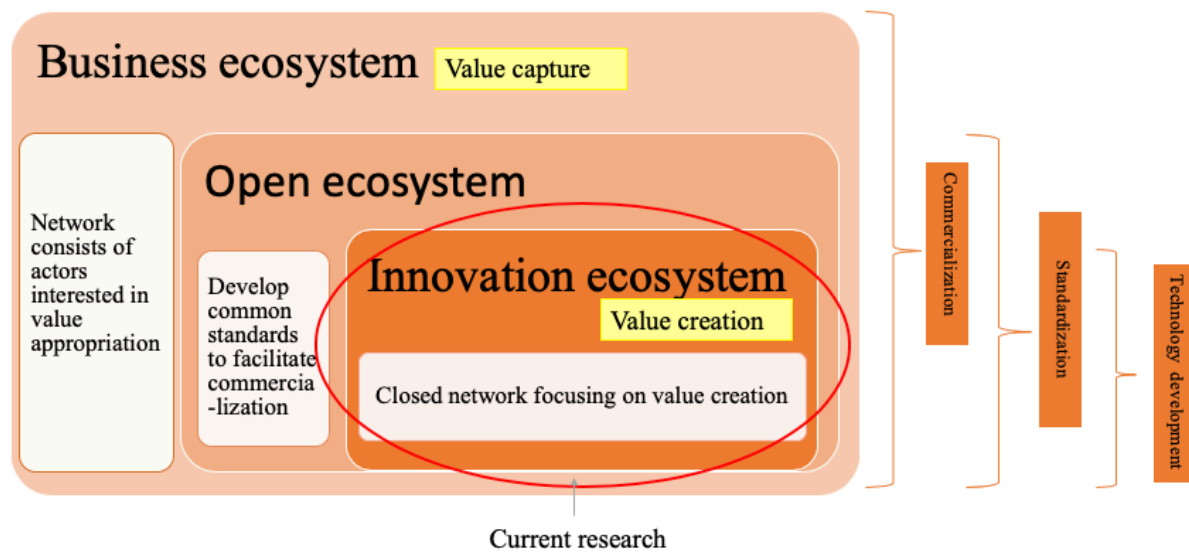 Business ecosystem
Value capture
Network
consists of
actors
interested in
value
appropriation
Open ecosystem
Develop
common
standards
to facilitate
commercia
-lization
Innovation ecosystem
Value creation
Closed network focusing on value creation
Current research
Commercialization
Standardization
Technology development